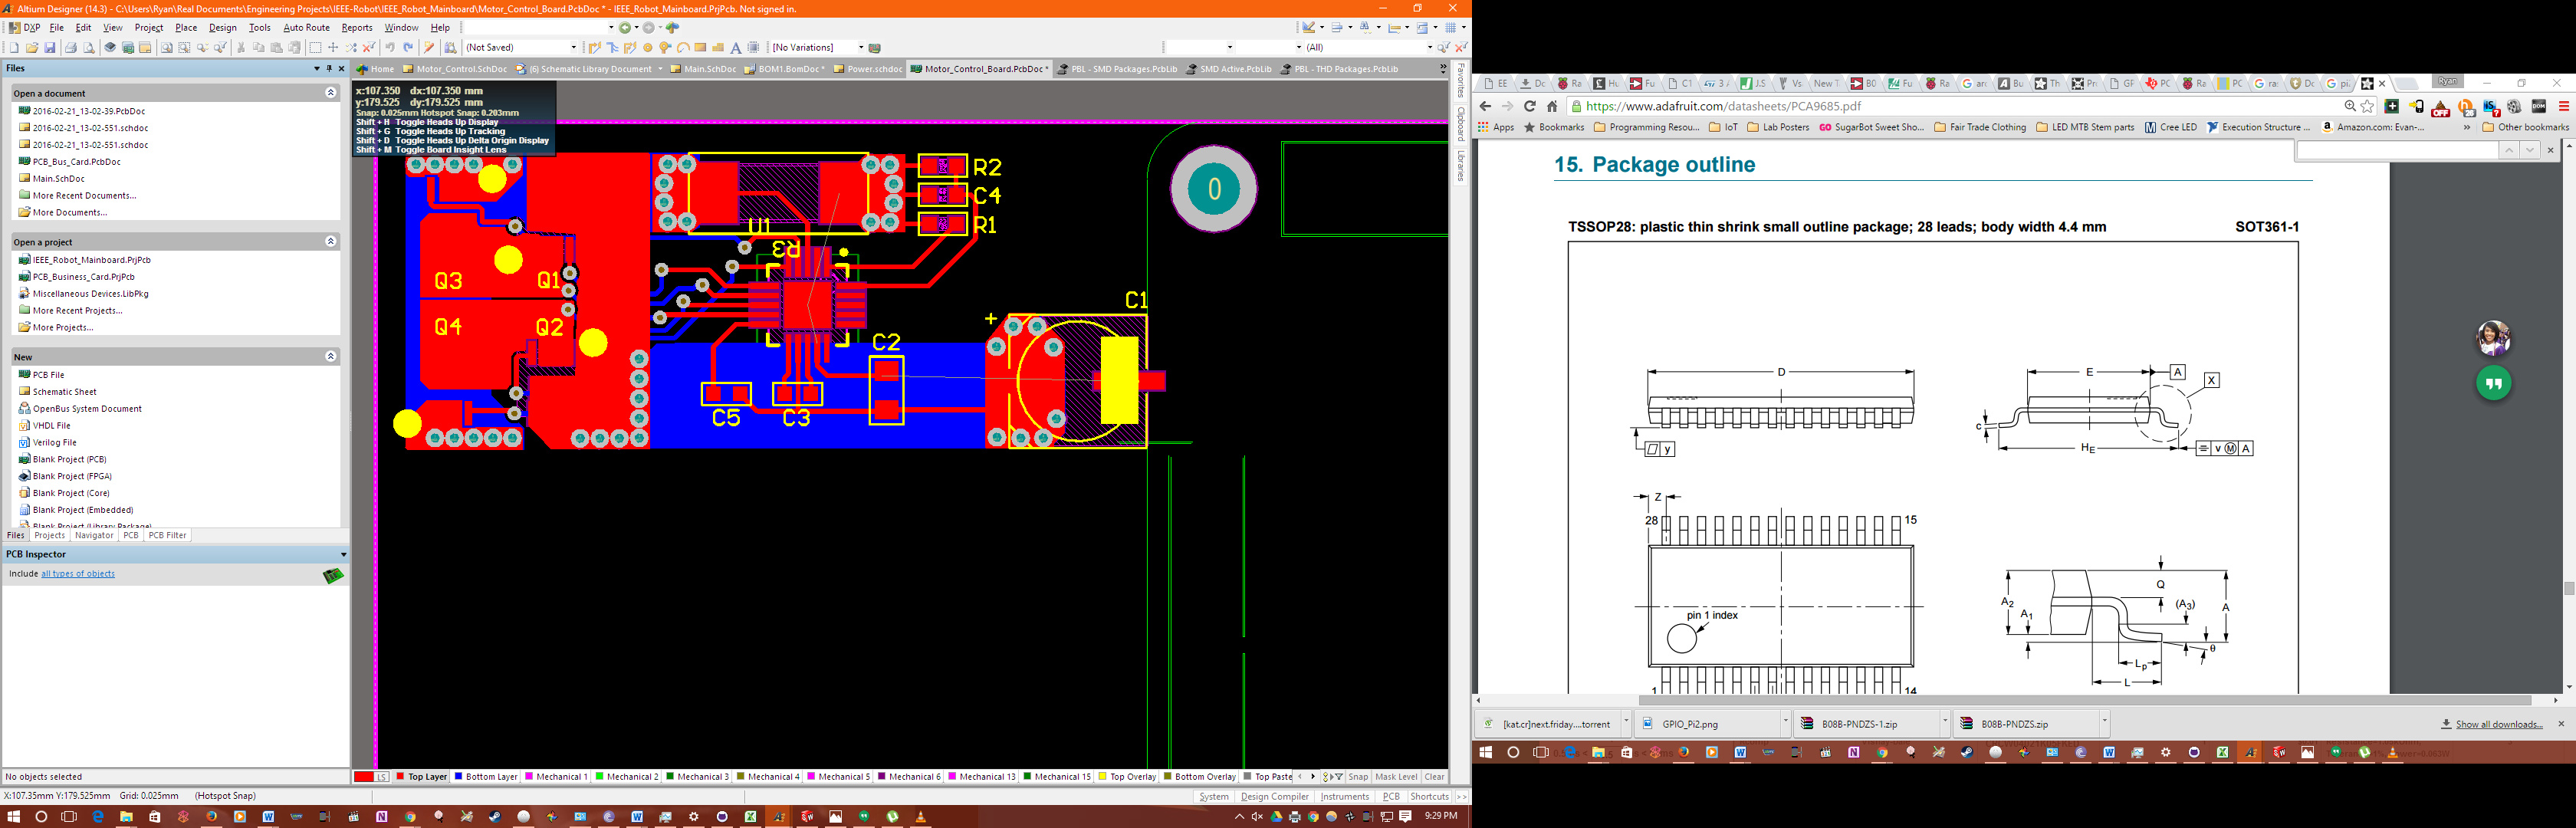 Altium Designer (14.3) - C:\Users\Ryan\Real Documents\Engineering Projects\IEEE-Robot\IEEE_Robot_Mainboard\Motor_Control_Board.PcbDoc * - IEEE_Robot_Mainboard.PrjPcb. Not signed in.
DXP File Edit View Project Place Design Tools Auto Route Reports Window Help
(Not Saved) [No Variations] (All)
Files
Open a document
2016-02-21_13-02-39.PcbDoc
2016-02-21_13-02-551.schdoc
2016-02-21_13-02-551.schdoc
PCB_Bus_Card.PcbDoc
Main.SchDoc
More Recent Documents...
More Documents...
Open a project
IEEE_Robot_Mainboard.PrjPcb
PCB_Business_Card.PrjPcb
Miscellaneous Devices.LibPkg
More Recent Projects...
More Projects...
New
PCB File
Schematic Sheet
OpenBus System Document
VHDL File
Verilog File
Blank Project (PCB)
Blank Project (FPGA)
Blank Project (Core)
Blank Project (Embedded)
Blank Project (Library Package)
Files Projects Navigator PCB PCB Filter
PCB Inspector
Include all types of objects
No objects selected
X:107.35mm Y:179.525mm Grid: 0.025mm (Hotspot Snap)
Home Motor_Control.SchDoc (6) Schematic Library Document Main.SchDoc BOM1.BomDoc * Power.schdoc Motor_Control_Board.PcbDoc * PBL - SMD Packages.PcbLib SMD Active.PcbLib PBL - THD Packages.PcbLib
x:107.350 dx:107.350 mm
y:179.525 dy:179.525 mm
Snap: 0.025mm Hotspot Snap: 0.203mm
Shift + H Toggle Heads Up Display
Shift + G Toggle Heads Up Tracking
Shift + D Toggle Heads Up Delta Origin Display
Shift + M Toggle Board Insight Lens
R2
C4
R1
U1
R3
0
Q3 Q1
Q4 Q2
C1
+
C2
C5 C3
Favorites
Clipboard
Libraries
LS Top Layer Bottom Layer Mechanical 1 Mechanical 2 Mechanical 3 Mechanical 4 Mechanical 5 Mechanical 6 Mechanical 13 Mechanical 15 Top Overlay Bottom Overlay Top Paste Snap Mask Level Clear
System Design Compiler Instruments PCB Shortcuts >>
9:29 PM
Ryan
https://www.adafruit.com/datasheets/PCA9685.pdf
Apps Bookmarks Programming Resou... IoT Lab Posters SugarBot Sweet Sho... Fair Trade Clothing LED MTB Stem parts Cree LED Execution Structure ... Amazon.com: Evan-... » Other bookmarks
15. Package outline
TSSOP28: plastic thin shrink small outline package; 28 leads; body width 4.4 mm SOT361-1
D E A X
y c HE v M A
Z
28 15
pin 1 index
1 14
Q
A2 A1 (A3) A
θ
Lp
L
[kat.cr]next.friday....torrent GPIO_Pi2.png B08B-PNDZS-1.zip B08B-PNDZS.zip Show all downloads...